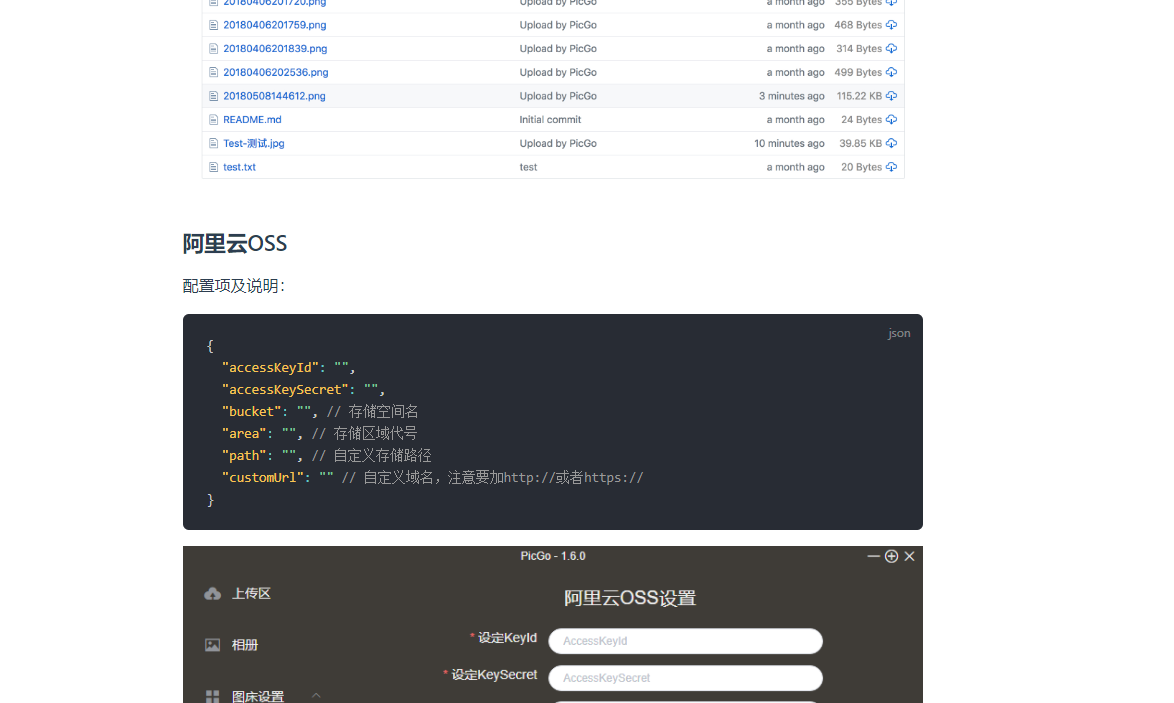 20180406201720.png Upload by PicGo a month ago 355 Bytes
20180406201759.png Upload by PicGo a month ago 468 Bytes
20180406201839.png Upload by PicGo a month ago 314 Bytes
20180406202536.png Upload by PicGo a month ago 499 Bytes
20180508144612.png Upload by PicGo 3 minutes ago 115.22 KB
README.md Initial commit a month ago 24 Bytes
Test-测试.jpg Upload by PicGo 10 minutes ago 39.85 KB
test.txt test a month ago 20 Bytes
阿里云OSS
配置项及说明：
json
{
"accessKeyId": "",
"accessKeySecret": "",
"bucket": "", // 存储空间名
"area": "", // 存储区域代号
"path": "", // 自定义存储路径
"customUrl": "" // 自定义域名，注意要加http://或者https://
}
PicGo - 1.6.0
上传区
阿里云OSS设置
* 设定KeyId AccessKeyId
相册
* 设定KeySecret AccessKeySecret
图床设置